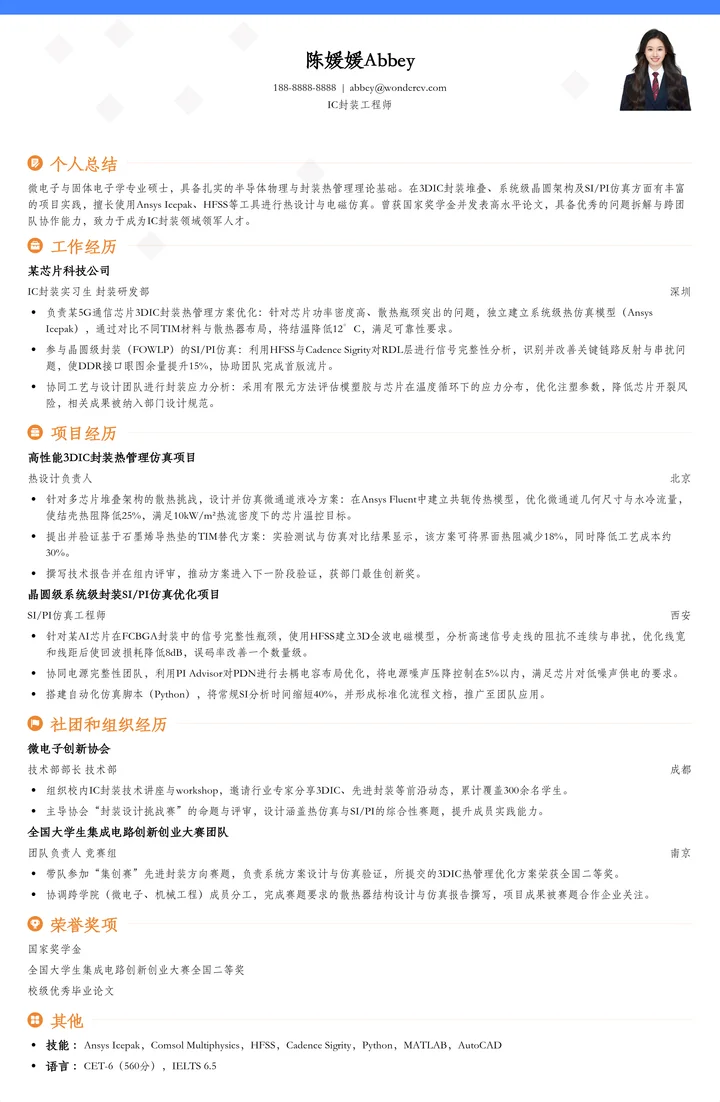 陈媛媛Abbey
188-8888-8888 | abbey@wondercv.com
IC封装工程师
个人总结
微电子与固体电子学专业硕士，具备扎实的半导体物理与封装热管理理论基础。在3DIC封装堆叠、系统级晶圆架构及SI/PI仿真方面有丰富
的项目实践，擅长使用Ansys Icepak、HFSS等工具进行热设计与电磁仿真。曾获国家奖学金并发表高水平论文，具备优秀的问题拆解与跨团
队协作能力，致力于成为IC封装领域领军人才。
工作经历
某芯片科技公司
IC封装实习生 封装研发部 深圳
• 负责某5G通信芯片3DIC封装热管理方案优化：针对芯片功率密度高、散热瓶颈突出的问题，独立建立系统级热仿真模型（Ansys
Icepak），通过对比不同TIM材料与散热器布局，将结温降低12°C，满足可靠性要求。
• 参与晶圆级封装（FOWLP）的SI/PI仿真：利用HFSS与Cadence Sigrity对RDL层进行信号完整性分析，识别并改善关键链路反射与串扰问
题，使DDR接口眼图余量提升15%，协助团队完成首版流片。
• 协同工艺与设计团队进行封装应力分析：采用有限元方法评估模塑胶与芯片在温度循环下的应力分布，优化注塑参数，降低芯片开裂风
险，相关成果被纳入部门设计规范。
项目经历
高性能3DIC封装热管理仿真项目
热设计负责人 北京
• 针对多芯片堆叠架构的散热挑战，设计并仿真微通道液冷方案：在Ansys Fluent中建立共轭传热模型，优化微通道几何尺寸与水冷流量，
使结壳热阻降低25%，满足10kW/m²热流密度下的芯片温控目标。
• 提出并验证基于石墨烯导热垫的TIM替代方案：实验测试与仿真对比结果显示，该方案可将界面热阻减少18%，同时降低工艺成本约
30%。
• 撰写技术报告并在组内评审，推动方案进入下一阶段验证，获部门最佳创新奖。
晶圆级系统级封装SI/PI仿真优化项目
SI/PI仿真工程师 西安
• 针对某AI芯片在FCBGA封装中的信号完整性瓶颈，使用HFSS建立3D全波电磁模型，分析高速信号走线的阻抗不连续与串扰，优化线宽
和线距后使回波损耗降低8dB，误码率改善一个数量级。
• 协同电源完整性团队，利用PI Advisor对PDN进行去耦电容布局优化，将电源噪声压降控制在5%以内，满足芯片对低噪声供电的要求。
• 搭建自动化仿真脚本（Python），将常规SI分析时间缩短40%，并形成标准化流程文档，推广至团队应用。
社团和组织经历
微电子创新协会
技术部部长 技术部 成都
• 组织校内IC封装技术讲座与workshop，邀请行业专家分享3DIC、先进封装等前沿动态，累计覆盖300余名学生。
• 主导协会“封装设计挑战赛”的命题与评审，设计涵盖热仿真与SI/PI的综合性赛题，提升成员实践能力。
全国大学生集成电路创新创业大赛团队
团队负责人 竞赛组 南京
• 带队参加“集创赛”先进封装方向赛题，负责系统方案设计与仿真验证，所提交的3DIC热管理优化方案荣获全国二等奖。
• 协调跨学院（微电子、机械工程）成员分工，完成赛题要求的散热器结构设计与仿真报告撰写，项目成果被赛题合作企业关注。
荣誉奖项
国家奖学金
全国大学生集成电路创新创业大赛全国二等奖
校级优秀毕业论文
其他
• 技能：Ansys Icepak，Comsol Multiphysics，HFSS，Cadence Sigrity，Python，MATLAB，AutoCAD
• 语言：CET-6（560分），IELTS 6.5